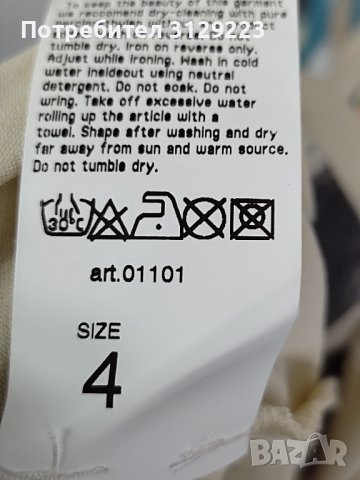 Потребител 3129223
To keep the beauty of this garment
we reccomend dry-cleaning with pure
tumble dry. Iron on reverse only.
Adjust while ironing. Wash in cold
water insideout using neutral
detergent. Do not soak. Do not
wring. Take off excessive water
rolling up the article with a
towel. Shape after washing and dry
far away from sun and warm source.
Do not tumble dry.
30°C
art.01101
SIZE
4
BAZAR